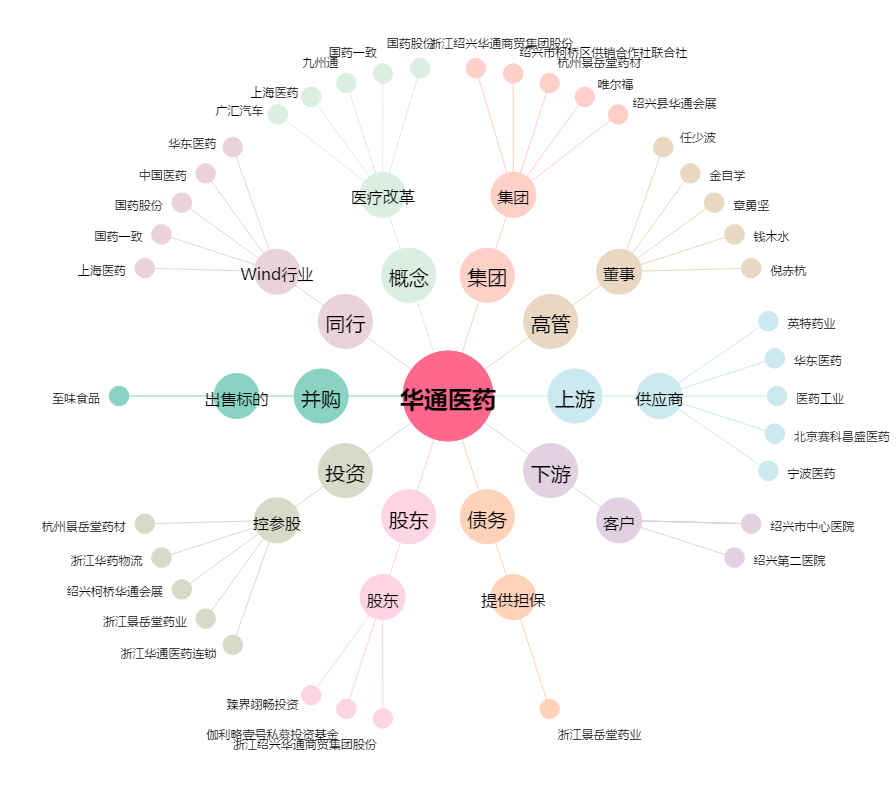 国药股份
浙江绍兴华通商贸集团股份
国药一致
绍兴市柯桥区供销合作社联合社
九州通
杭州景岳堂药材
上海医药
唯尔福
广汇汽车
绍兴县华通会展
华东医药
任少波
中国医药
金自学
国药股份
医疗改革
集团
章勇坚
国药一致
钱木水
上海医药
Wind行业
概念
集团
董事
倪赤杭
同行
高管
英特药业
华东医药
至味食品
出售标的
并购
华通医药
上游
供应商
医药工业
北京赛科昌盛医药
投资
下游
宁波医药
杭州景岳堂药材
控参股
股东
债务
客户
绍兴市中心医院
浙江华药物流
绍兴第二医院
绍兴柯桥华通会展
股东
提供担保
浙江景岳堂药业
浙江华通医药连锁
臻界翊畅投资
伽利略壹号私募投资基金
浙江景岳堂药业
浙江绍兴华通商贸集团股份